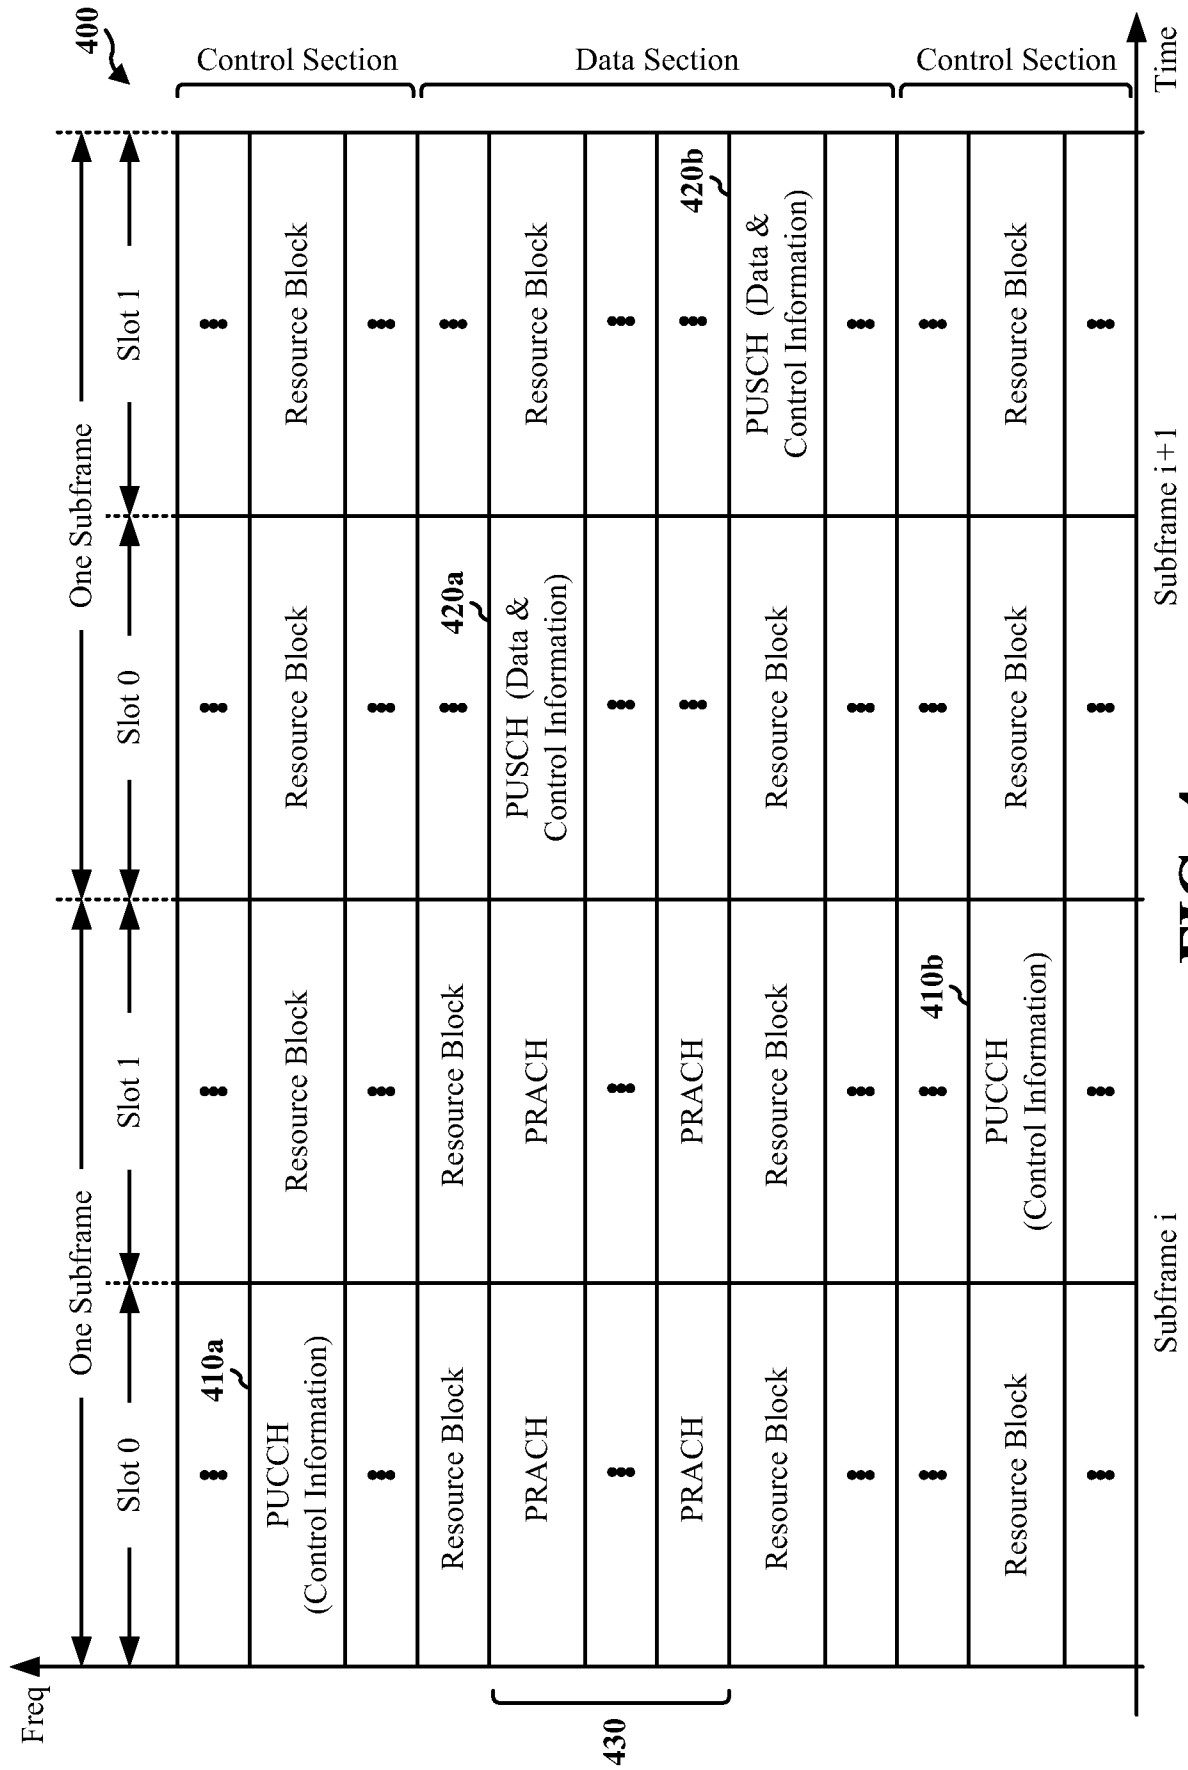 Freq
400
One Subframe
One Subframe
Slot 0
Slot 1
Slot 0
Slot 1
410a
PUCCH
(Control Information)
Resource Block
Resource Block
Resource Block
Control Section
Resource Block
Resource Block
420a
PRACH
PRACH
PUSCH (Data &
Control Information)
Resource Block
430
Data Section
PRACH
PRACH
420b
Resource Block
Resource Block
Resource Block
PUSCH (Data &
Control Information)
410b
Resource Block
PUCCH
(Control Information)
Resource Block
Resource Block
Control Section
Subframe i
Subframe i+1
Time